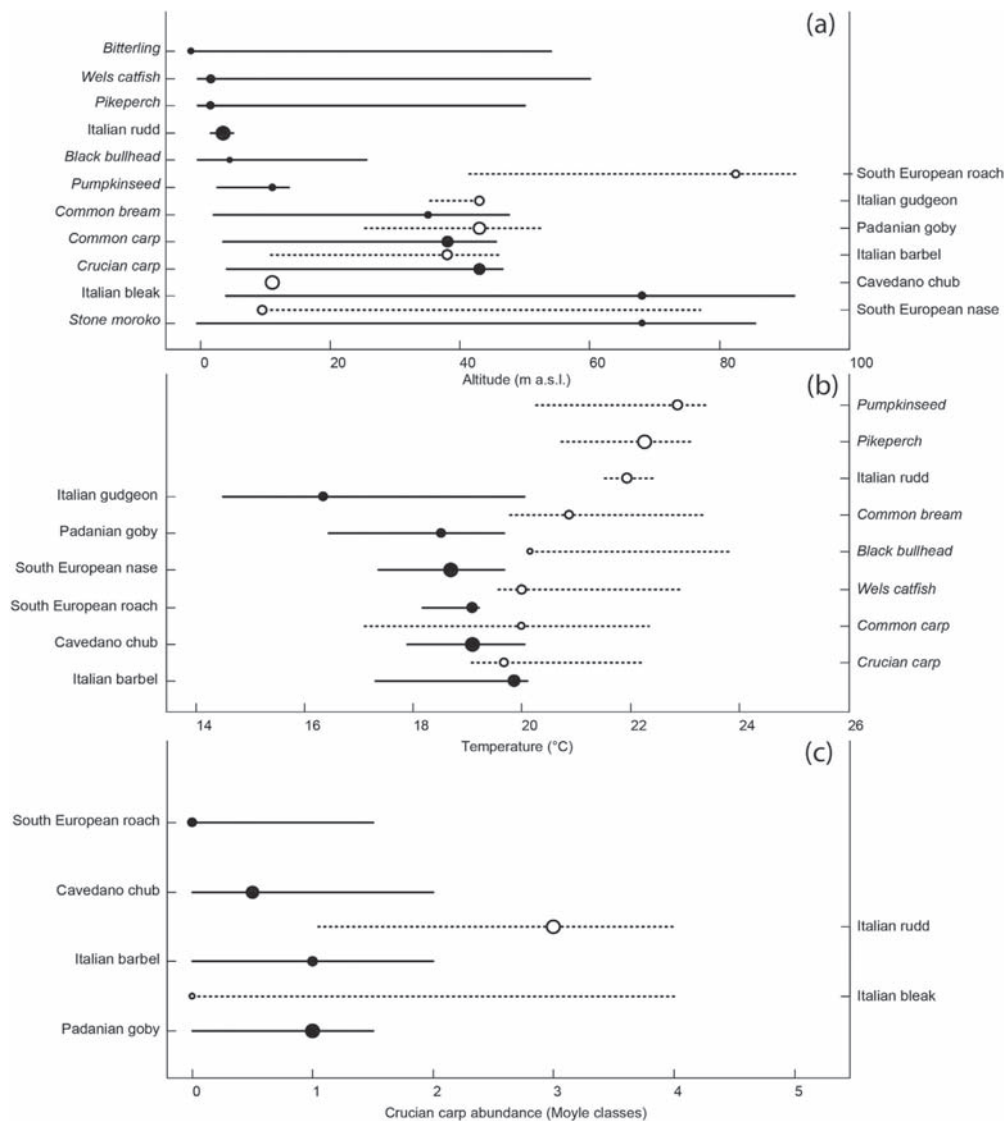 (a)
Bitterling
Wels catfish
Pikeperch
Italian rudd
Black bullhead
Pumpkinseed
Common bream
Common carp
Crucian carp
Italian bleak
Stone moroko
South European roach
Italian gudgeon
Padanian goby
Italian barbel
Cavedano chub
South European nase
0 20 40 60 80 100
Altitude (m a.s.l.)
(b)
Italian gudgeon
Padanian goby
South European nase
South European roach
Cavedano chub
Italian barbel
Pumpkinseed
Pikeperch
Italian rudd
Common bream
Black bullhead
Wels catfish
Common carp
Crucian carp
14 16 18 20 22 24 26
Temperature (°C)
(c)
South European roach
Cavedano chub
Italian barbel
Padanian goby
Italian rudd
Italian bleak
0 1 2 3 4 5
Crucian carp abundance (Moyle classes)